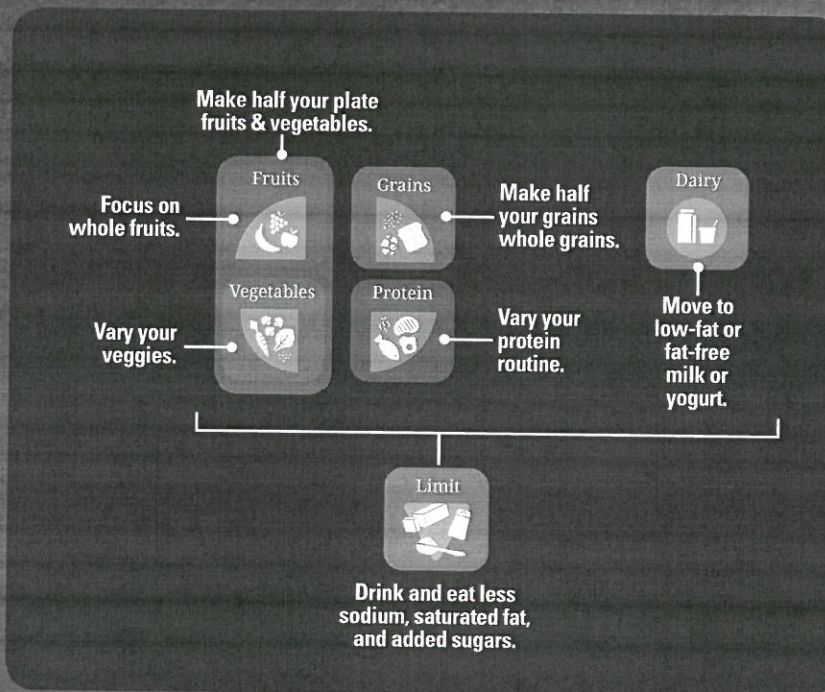 Make half your plate
fruits & vegetables.
Fruits
Focus on
whole fruits.
Grains
Make half
your grains
whole grains.
Dairy
Move to
low-fat or
fat-free
milk or
yogurt.
Vegetables
Vary your
veggies.
Protein
Vary your
protein
routine.
Limit
Drink and eat less
sodium, saturated fat,
and added sugars.